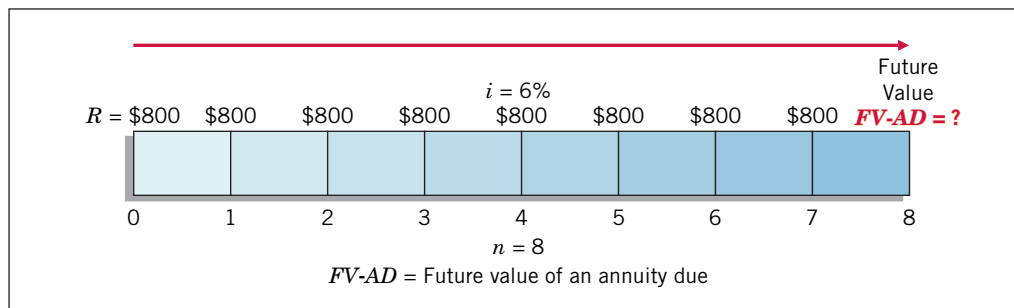 Future
Value
i = 6%
R = $800 $800 $800 $800 $800 $800 $800 $800 FV-AD = ?
0 1 2 3 4 5 6 7 8
n = 8
FV-AD = Future value of an annuity due